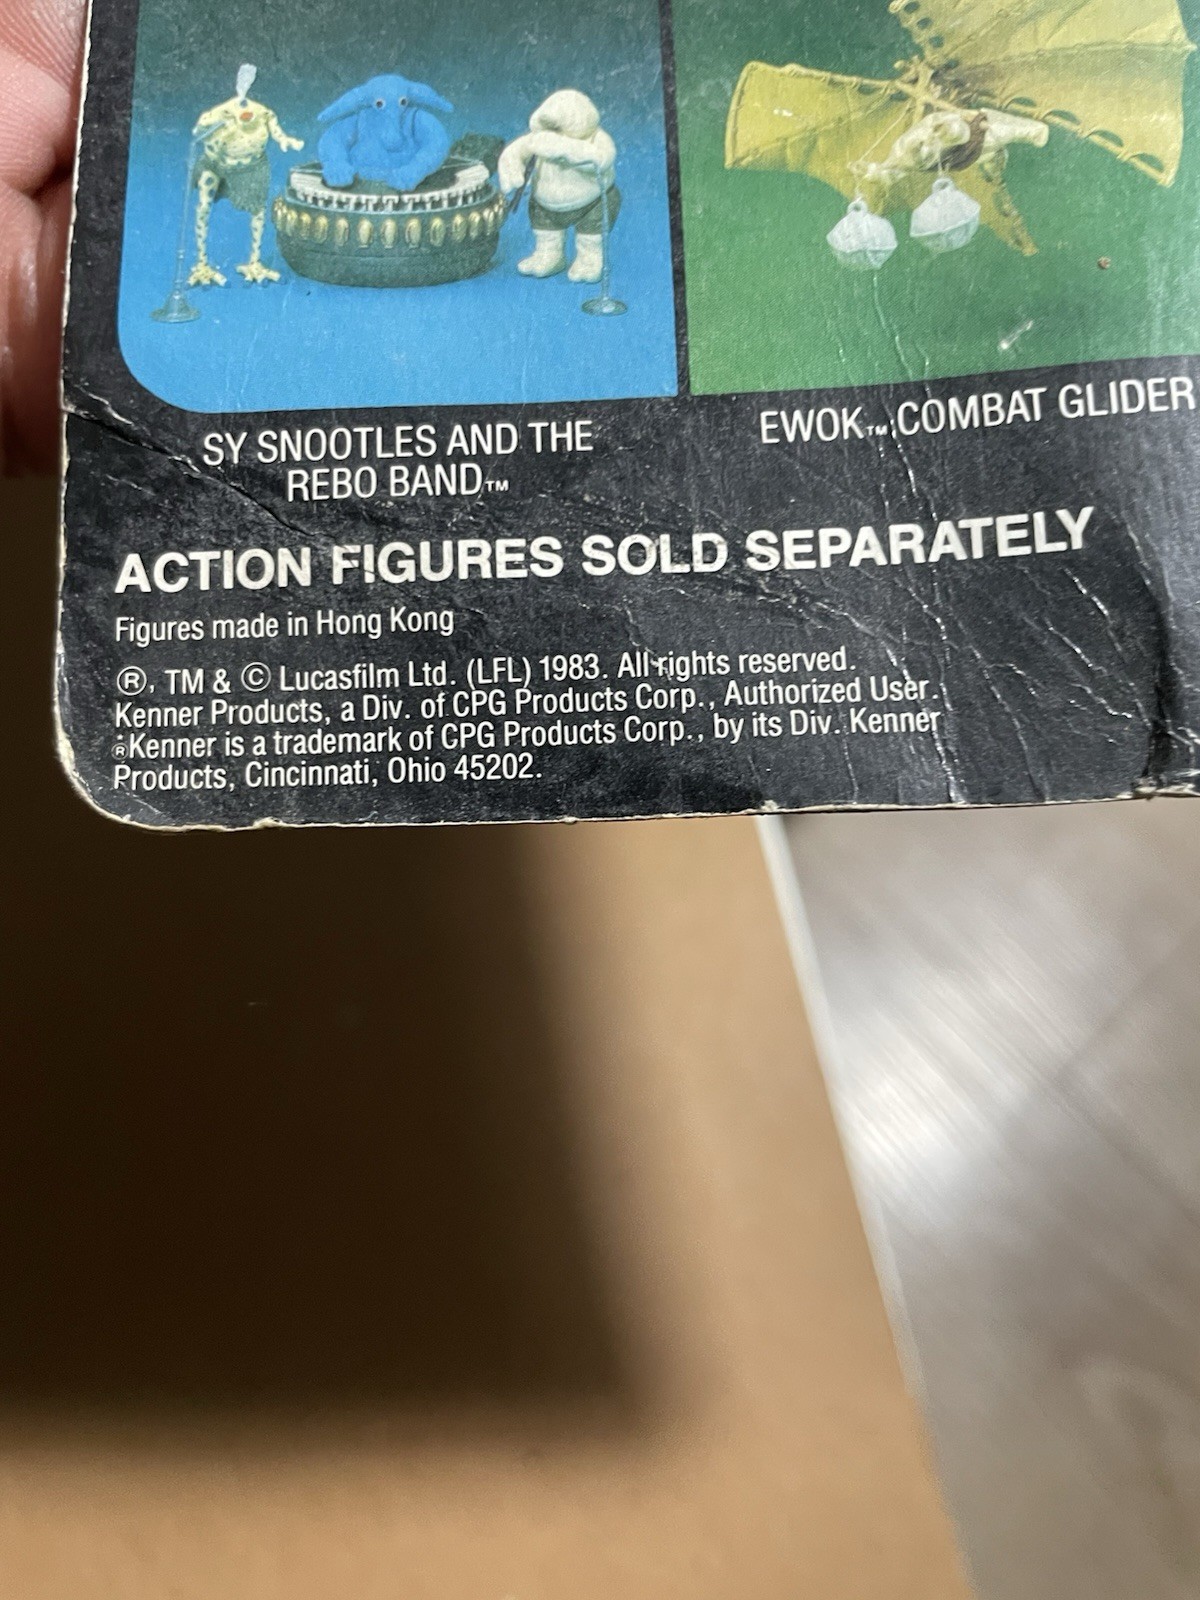 SY SNOOTLES AND THE
REBO BAND™
EWOK™ COMBAT GLIDER
ACTION FIGURES SOLD SEPARATELY
Figures made in Hong Kong
®, TM & © Lucasfilm Ltd. (LFL) 1983. All rights reserved.
Kenner Products, a Div. of CPG Products Corp., Authorized User.
®Kenner is a trademark of CPG Products Corp., by its Div. Kenner
Products, Cincinnati, Ohio 45202.